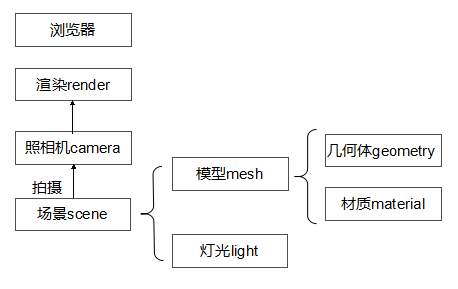 浏览器
渲染render
照相机camera
拍摄
场景scene
模型mesh
灯光light
几何体geometry
材质material